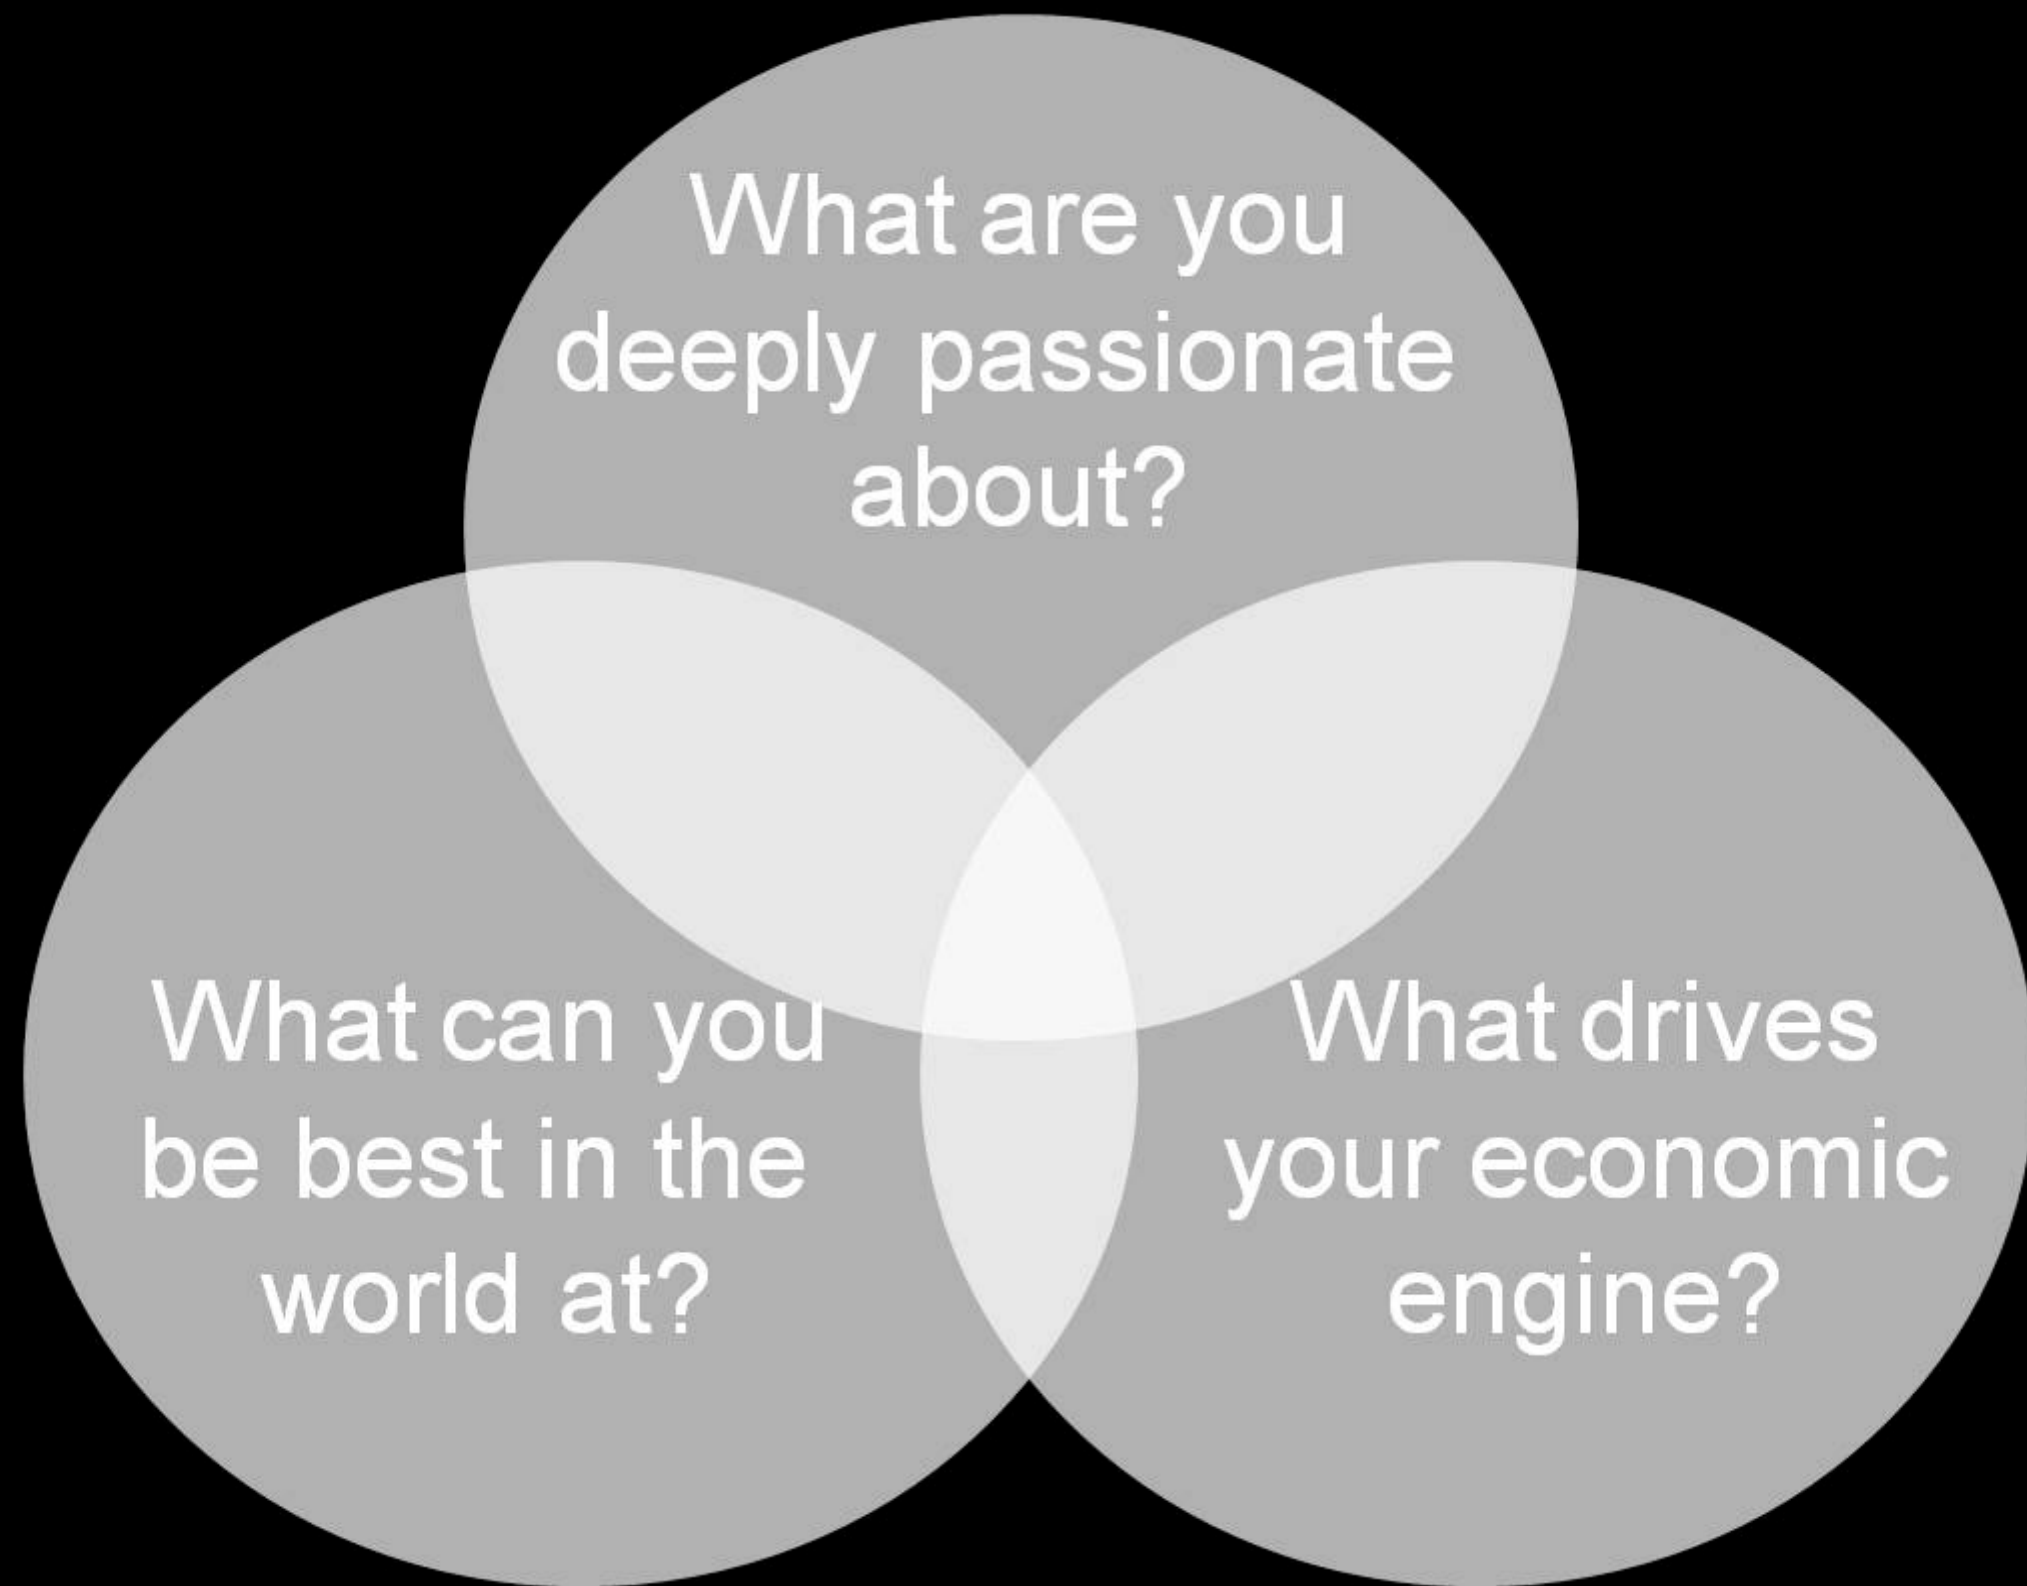 What are you
deeply passionate
about?
What can you
be best in the
world at?
What drives
your economic
engine?